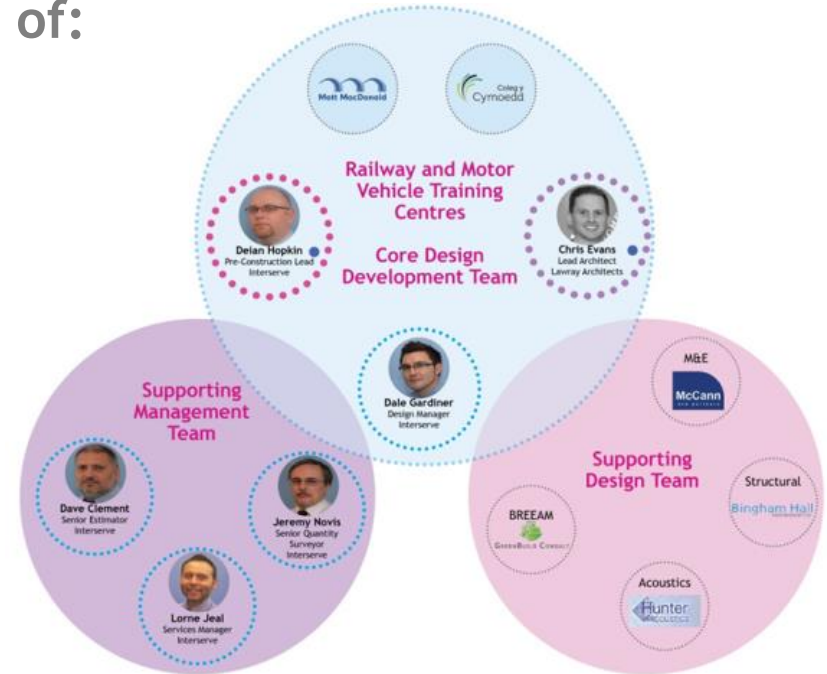 of:
Mott MacDonald
Coleg y
Cymoedd
Railway and Motor
Vehicle Training
Centres
Core Design
Development Team
Deian Hopkin
Pre-Construction Lead
Interserve
Chris Evans
Lead Architect
Lawray Architects
Dale Gardiner
Design Manager
Interserve
Supporting
Management
Team
Dave Clement
Senior Estimator
Interserve
Jeremy Novis
Senior Quantity
Surveyor
Interserve
Lorne Jeal
Services Manager
Interserve
M&E
McCann
Supporting
Design Team
Structural
Bingham Hall
BREEAM
GreenBuild Consult
Acoustics
Hunter
ACOUSTICS